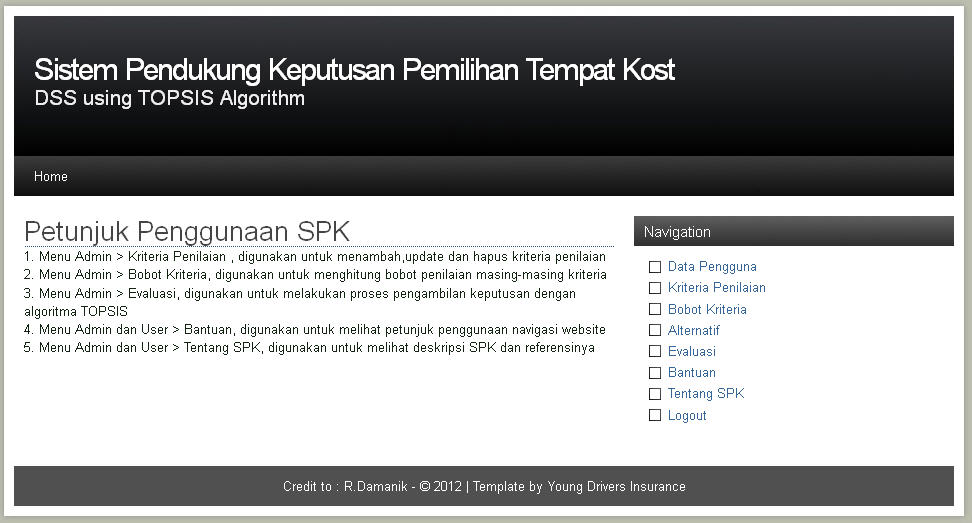 Sistem Pendukung Keputusan Pemilihan Tempat Kost
DSS using TOPSIS Algorithm
Home
Petunjuk Penggunaan SPK
1. Menu Admin > Kriteria Penilaian , digunakan untuk menambah,update dan hapus kriteria penilaian
2. Menu Admin > Bobot Kriteria, digunakan untuk menghitung bobot penilaian masing-masing kriteria
3. Menu Admin > Evaluasi, digunakan untuk melakukan proses pengambilan keputusan dengan
algoritma TOPSIS
4. Menu Admin dan User > Bantuan, digunakan untuk melihat petunjuk penggunaan navigasi website
5. Menu Admin dan User > Tentang SPK, digunakan untuk melihat deskripsi SPK dan referensinya
Navigation
Data Pengguna
Kriteria Penilaian
Bobot Kriteria
Alternatif
Evaluasi
Bantuan
Tentang SPK
Logout
Credit to : R.Damanik - © 2012 | Template by Young Drivers Insurance